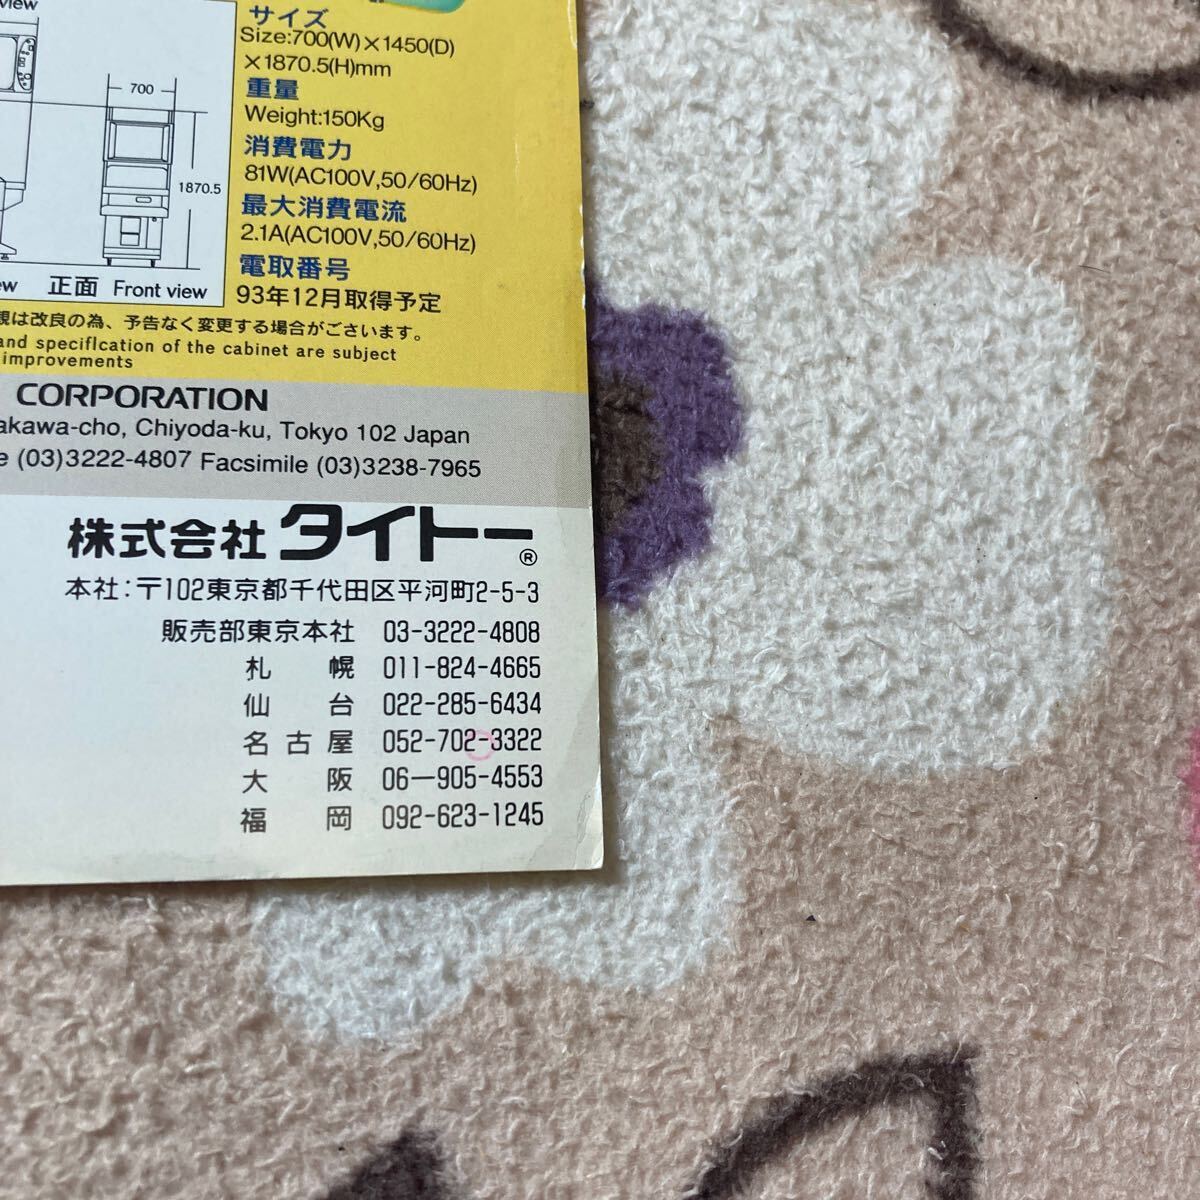 view
サイズ
Size:700(W)×1450(D)
×1870.5(H)mm
重量
Weight:150Kg
消費電力
81W(AC100V,50/60Hz)
最大消費電流
2.1A(AC100V,50/60Hz)
電取番号
93年12月取得予定
700
1870.5
正面 Front view
観は改良の為、予告なく変更する場合がございます。
and speciflcation of the cabinet are subject
improvements
CORPORATION
akawa-cho, Chiyoda-ku, Tokyo 102 Japan
(03)3222-4807 Facsimile (03)3238-7965
株式会社 タイトー®
本社:〒102東京都千代田区平河町2-5-3
販売部東京本社 03-3222-4808
札幌 011-824-4665
仙台 022-285-6434
名古屋 052-702-3322
大阪 06-905-4553
福岡 092-623-1245